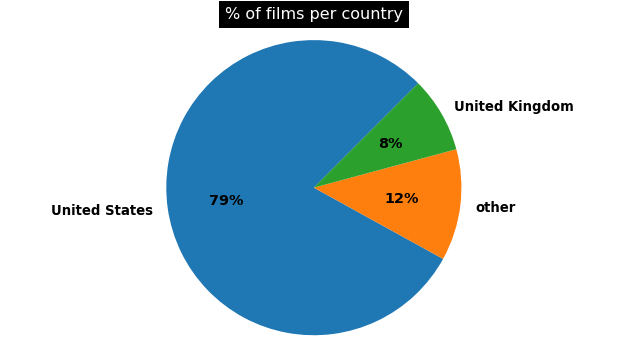 % of films per country
United Kingdom
8%
79%
12%
United States
other